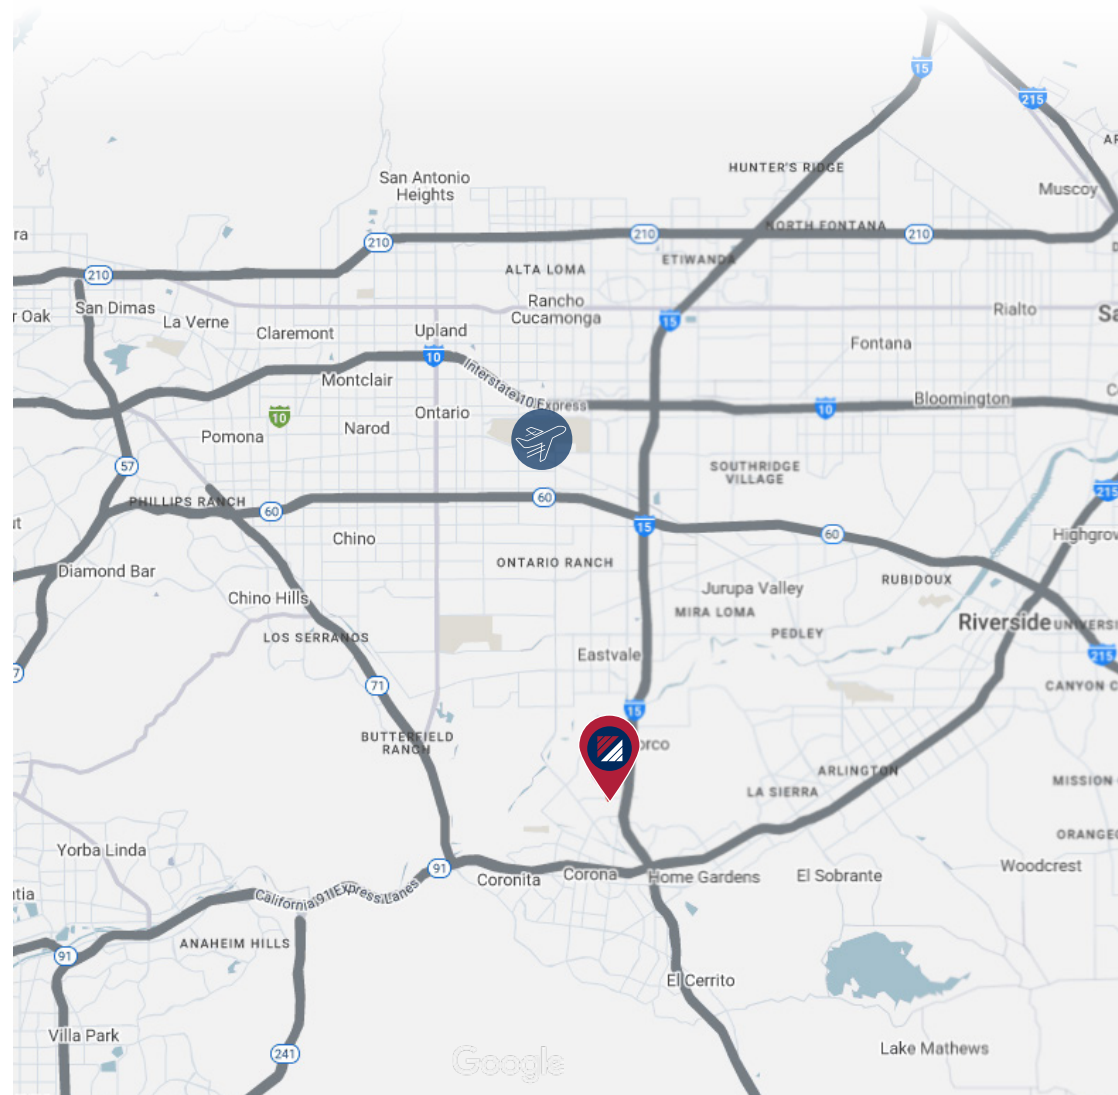 15
215
HUNTER'S RIDGE
San Antonio
Heights
Muscoy
NORTH FONTANA
210
210
210
ETIWANDA
ALTA LOMA
210
San Dimas
Oak
La Verne
Claremont
Upland
Rancho
Cucamonga
15
Rialto
Fontana
10
Interstate 10 Express
Montclair
Ontario
10
10
Bloomington
Narod
Pomona
57
SOUTHRIDGE
VILLAGE
215
PHILLIPS RANCH
60
60
15
60
Chino
Diamond Bar
ONTARIO RANCH
Jurupa Valley
RUBIDOUX
Chino Hills
MIRA LOMA
PEDLEY
Riverside
LOS SERRANOS
Eastvale
215
71
15
BUTTERFIELD
RANCH
ARLINGTON
LA SIERRA
MISSION
Yorba Linda
91
Coronita
Corona
Home Gardens
El Sobrante
Woodcrest
California 91 Express Lanes
ANAHEIM HILLS
91
El Cerrito
Villa Park
241
Google
Lake Mathews